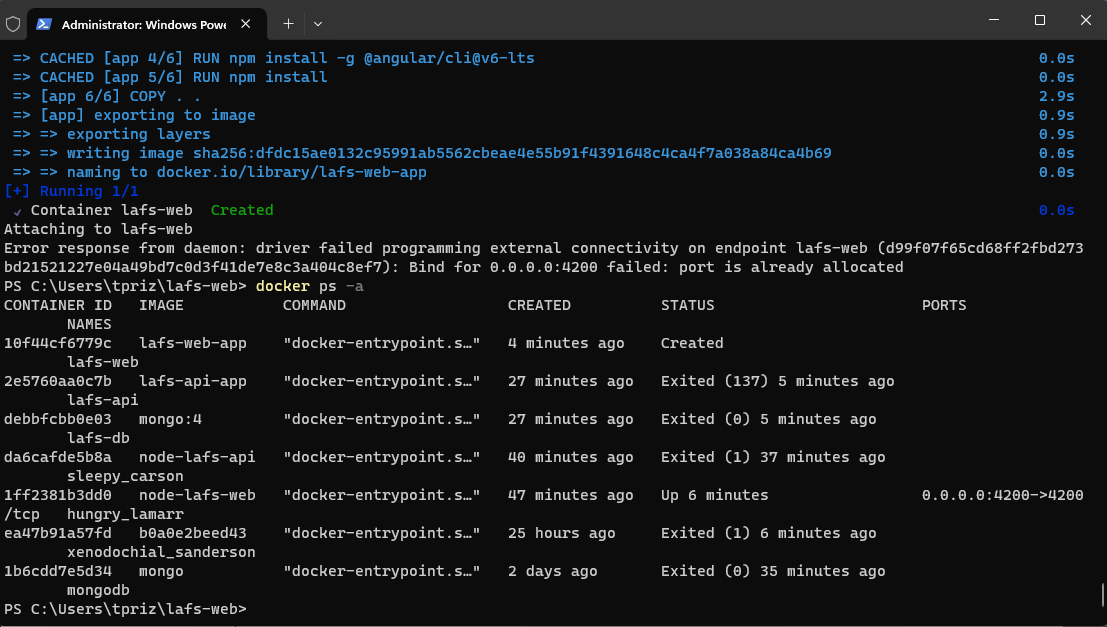 Administrator: Windows Powe
=> CACHED [app 4/6] RUN npm install -g @angular/cli@v6-lts 0.0s
=> CACHED [app 5/6] RUN npm install 0.0s
=> [app 6/6] COPY . . 2.9s
=> [app] exporting to image 0.9s
=> => exporting layers 0.9s
=> => writing image sha256:dfdc15ae0132c95991ab5562cbeae4e55b91f4391648c4ca4f7a038a84ca4b69 0.0s
=> => naming to docker.io/library/lafs-web-app 0.0s
[+] Running 1/1
✓ Container lafs-web Created 0.0s
Attaching to lafs-web
Error response from daemon: driver failed programming external connectivity on endpoint lafs-web (d99f07f65cd68ff2fbd273
bd21521227e04a49bd7c0d3f41de7e8c3a404c8ef7): Bind for 0.0.0.0:4200 failed: port is already allocated
PS C:\Users\tpriz\lafs-web> docker ps -a
CONTAINER ID IMAGE COMMAND CREATED STATUS PORTS
NAMES
10f44cf6779c lafs-web-app "docker-entrypoint.s…" 4 minutes ago Created
lafs-web
2e5760aa0c7b lafs-api-app "docker-entrypoint.s…" 27 minutes ago Exited (137) 5 minutes ago
lafs-api
debbfcbb0e03 mongo:4 "docker-entrypoint.s…" 27 minutes ago Exited (0) 5 minutes ago
lafs-db
da6cafde5b8a node-lafs-api "docker-entrypoint.s…" 40 minutes ago Exited (1) 37 minutes ago
sleepy_carson
1ff2381b3dd0 node-lafs-web "docker-entrypoint.s…" 47 minutes ago Up 6 minutes 0.0.0.0:4200->4200
/tcp hungry_lamarr
ea47b91a57fd b0a0e2beed43 "docker-entrypoint.s…" 25 hours ago Exited (1) 6 minutes ago
xenodochial_sanderson
1b6cdd7e5d34 mongo "docker-entrypoint.s…" 2 days ago Exited (0) 35 minutes ago
mongodb
PS C:\Users\tpriz\lafs-web>